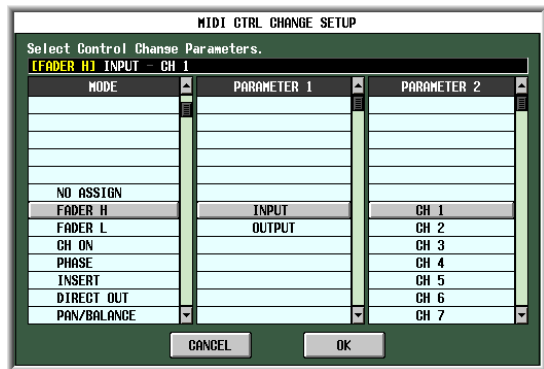 MIDI CTRL CHANGE SETUP
Select Control Change Parameters.
[FADER H] INPUT - CH 1
MODE PARAMETER 1 PARAMETER 2
NO ASSIGN
FADER H INPUT CH 1
FADER L OUTPUT CH 2
CH ON CH 3
PHASE CH 4
INSERT CH 5
DIRECT OUT CH 6
PAN/BALANCE CH 7
CANCEL OK